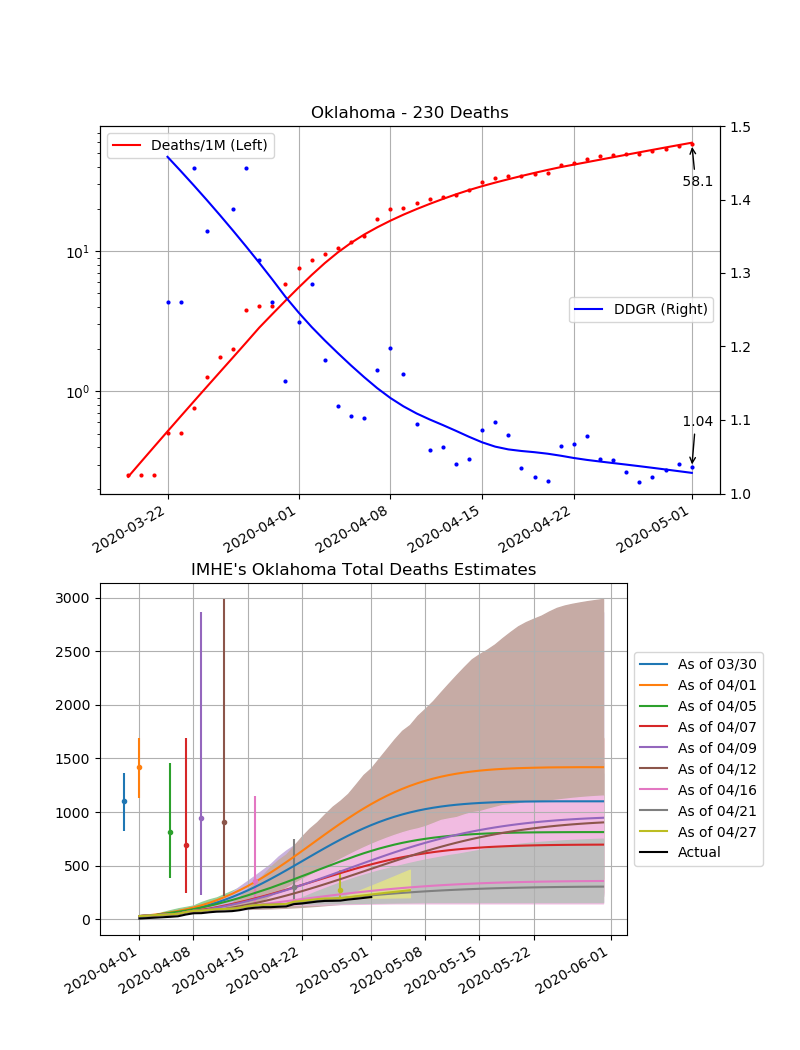 Oklahoma - 230 Deaths
Deaths/1M (Left)
DDGR (Right)
58.1
1.04
10¹
10⁰
1.5
1.4
1.3
1.2
1.1
1.0
2020-03-22
2020-04-01
2020-04-08
2020-04-15
2020-04-22
2020-05-01
IMHE's Oklahoma Total Deaths Estimates
3000
2500
2000
1500
1000
500
0
2020-04-01
2020-04-08
2020-04-15
2020-04-22
2020-05-01
2020-05-08
2020-05-15
2020-05-22
2020-06-01
As of 03/30
As of 04/01
As of 04/05
As of 04/07
As of 04/09
As of 04/12
As of 04/16
As of 04/21
As of 04/27
Actual